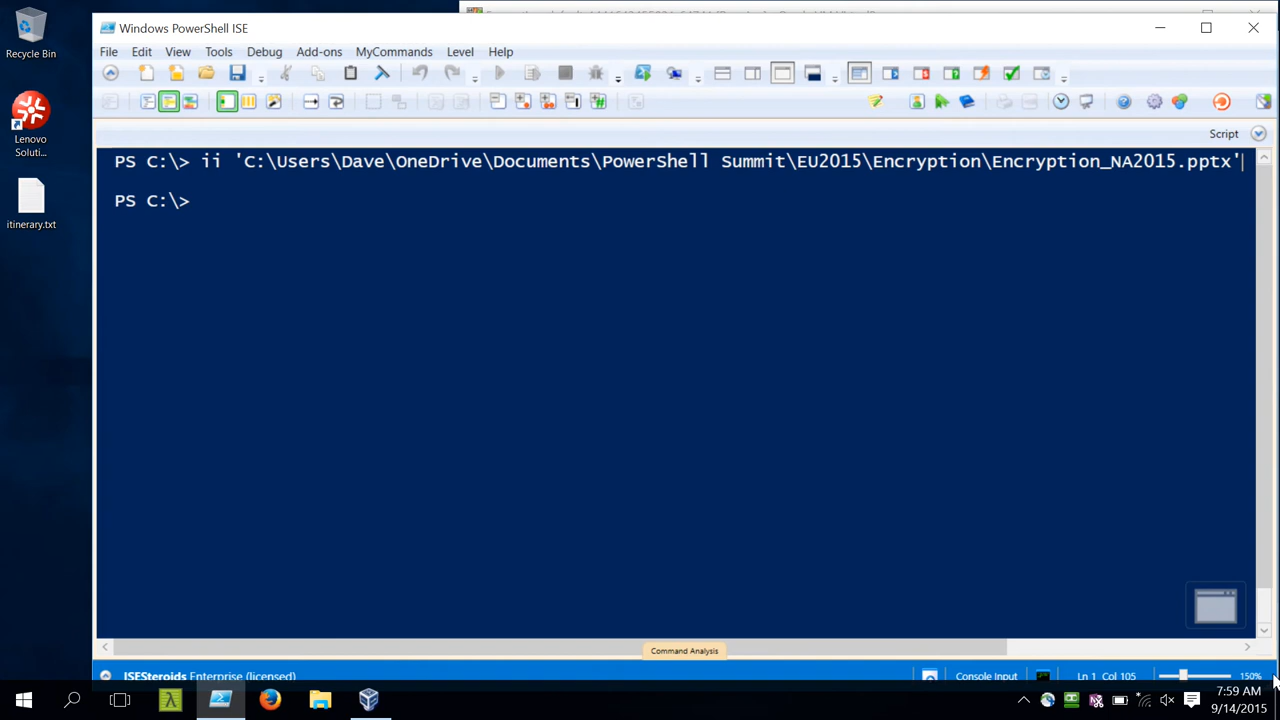 Recycle Bin
Lenovo
Soluti...
itinerary.txt
Windows PowerShell ISE
File Edit View Tools Debug Add-ons MyCommands Level Help
Script
PS C:\> ii 'C:\Users\Dave\OneDrive\Documents\PowerShell Summit\EU2015\Encryption\Encryption_NA2015.pptx'
PS C:\>
Command Analysis
ISESteroids Enterprise (licensed)
Console Input
Ln 1 Col 105
150%
7:59 AM
9/14/2015